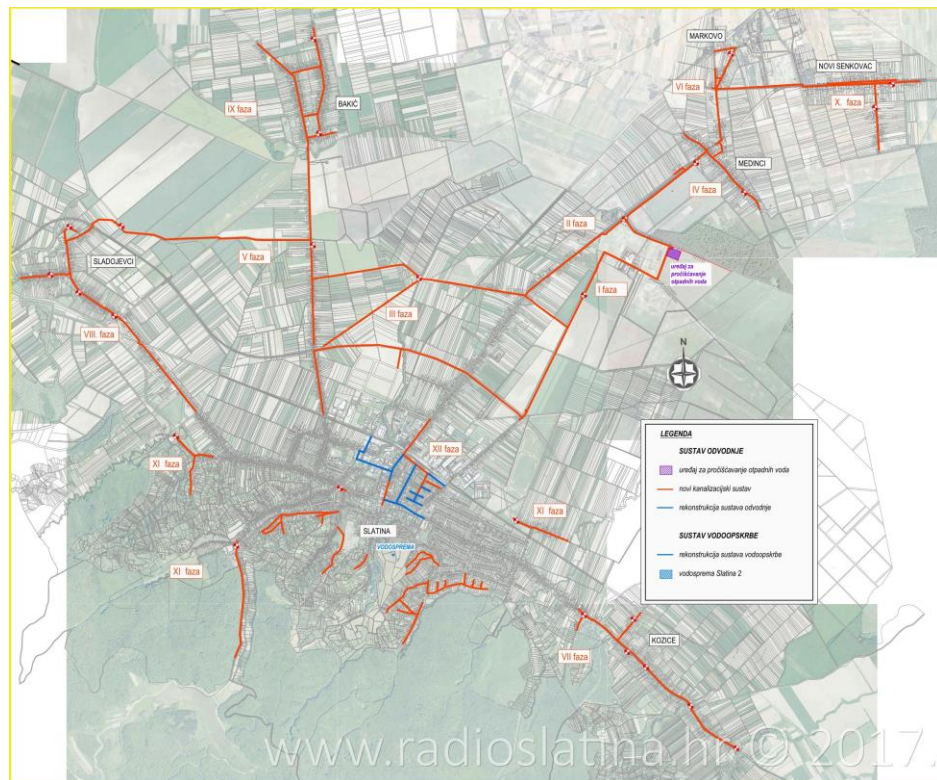 MARKOVO
NOVI SENKOVAC
VI faza
IX faza
BAKIĆ
X. faza
MEDINCI
IV faza
II faza
V faza
SLADOJEVCI
uređaj za
pročišćavanje
otpadnih voda
I faza
III faza
VIII. faza
N
LEGENDA
SUSTAV ODVODNJE
uređaj za pročišćavanje otpadnih voda
novi kanalizacijski sustav
rekonstrukcija sustava odvodnje
SUSTAV VODOOPSKRBE
rekonstrukcija sustava vodoopskrbe
vodosprema Slatina 2
XII faza
XI faza
XI faza
SLATINA
VODOSPREMA
XI faza
KOZICE
VII faza
www.radioslatina.hr © 2017.